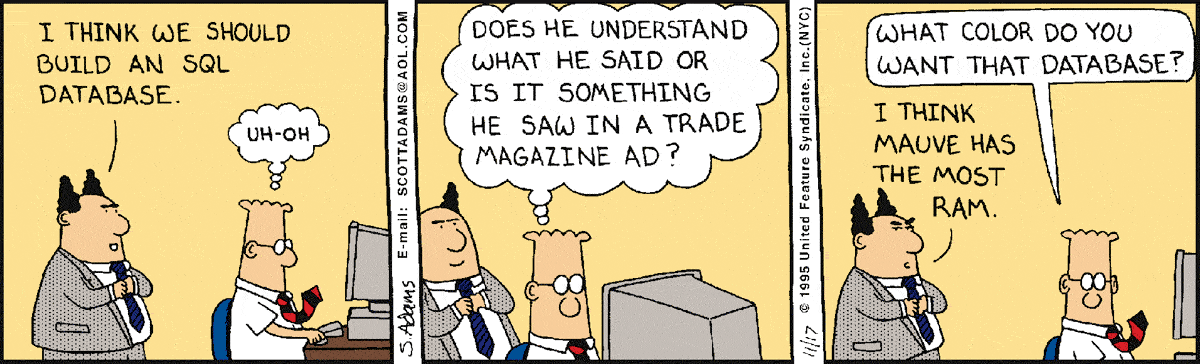 I THINK WE SHOULD
BUILD AN SQL
DATABASE.
UH-OH
S. Adams E-mail: SCOTTADAMS@AOL.COM
DOES HE UNDERSTAND
WHAT HE SAID OR
IS IT SOMETHING
HE SAW IN A TRADE
MAGAZINE AD?
11/17 © 1995 United Feature Syndicate, Inc.(NYC)
WHAT COLOR DO YOU
WANT THAT DATABASE?
I THINK
MAUVE HAS
THE MOST
RAM.